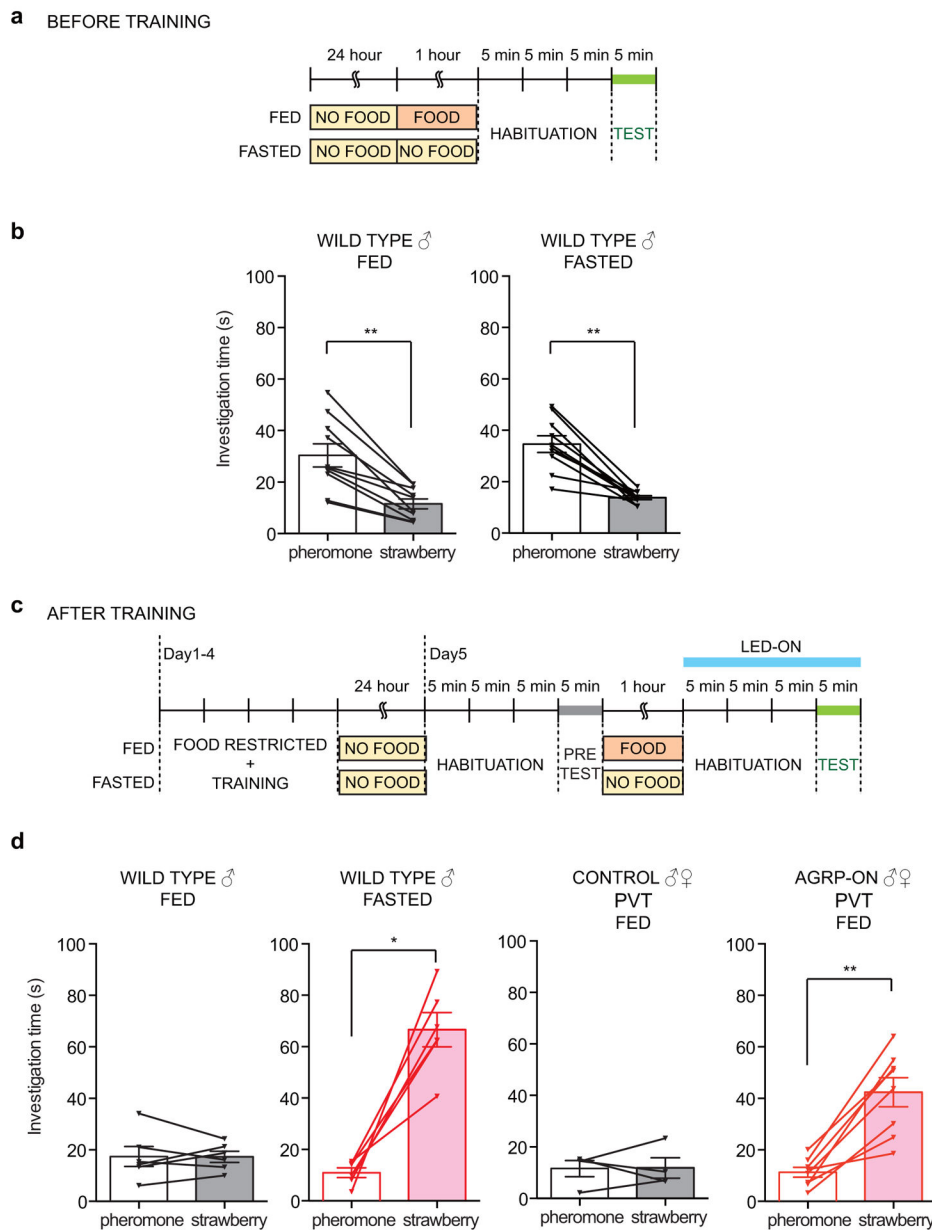 a BEFORE TRAINING
24 hour 1 hour 5 min 5 min 5 min 5 min
FED NO FOOD FOOD
HABITUATION TEST
FASTED NO FOOD NO FOOD
b
WILD TYPE ♂ WILD TYPE ♂
FED FASTED
100 100
** **
80 80
60 60
40 40
20 20
0 0
Investigation time (s)
pheromone strawberry pheromone strawberry
c AFTER TRAINING
LED-ON
Day1-4 Day5
24 hour 5 min 5 min 5 min 5 min 1 hour 5 min 5 min 5 min 5 min
FED FOOD RESTRICTED NO FOOD PRE FOOD
+ HABITUATION HABITUATION TEST
FASTED TRAINING NO FOOD TEST NO FOOD
d
WILD TYPE ♂ WILD TYPE ♂ CONTROL ♂♀ AGRP-ON ♂♀
FED FASTED PVT PVT
FED FED
100 100 100 100
* **
80 80 80 80
60 60 60 60
40 40 40 40
20 20 20 20
0 0 0 0
Investigation time (s)
pheromone strawberry pheromone strawberry pheromone strawberry pheromone strawberry